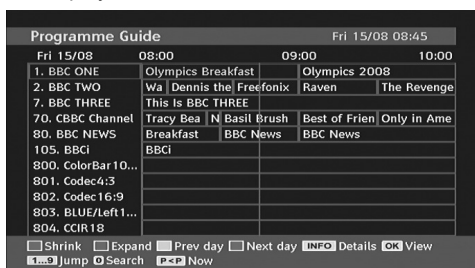 Programme Guide Fri 15/08 08:45
Fri 15/08 08:00 09:00 10:00
1. BBC ONE Olympics Breakfast Olympics 2008
2. BBC TWO Wa Dennis the Freefonix Raven The Revenge
7. BBC THREE This Is BBC THREE
70. CBBC Channel Tracy Bea N Basil Brush Best of Frien Only in Ame
80. BBC NEWS Breakfast BBC News BBC News
105. BBCi BBCi
800. ColorBar10...
801. Codec4:3
802. Codec16:9
803. BLUE/Left1...
804. CCIR18
Shrink Expand Prev day Next day INFO Details OK View
1...9 Jump 0 Search P<P Now